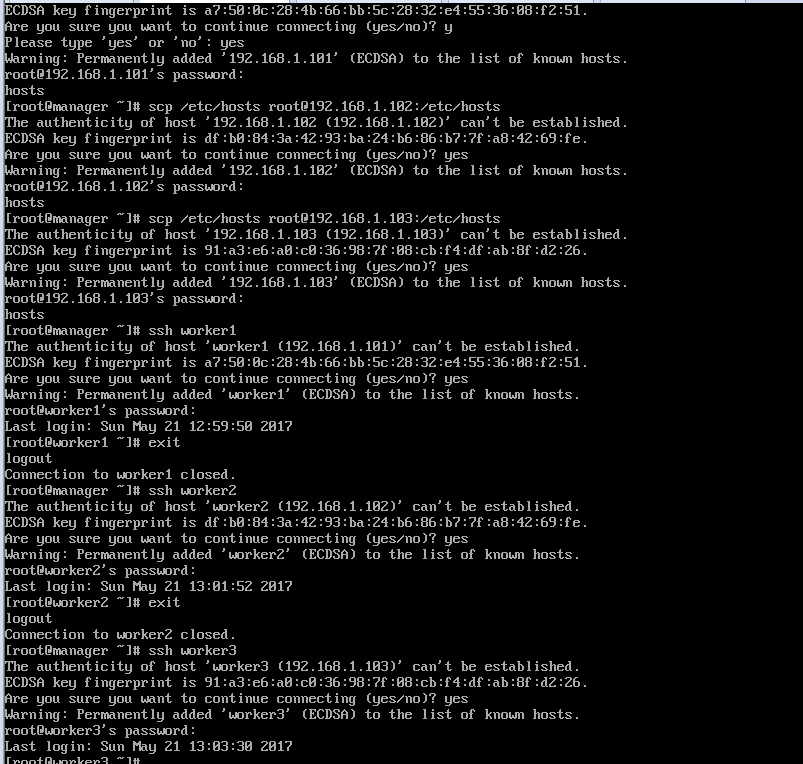 ECDSA key fingerprint is a7:50:0c:28:4b:66:bb:5c:28:32:e4:55:36:08:f2:51.
Are you sure you want to continue connecting (yes/no)? y
Please type 'yes' or 'no': yes
Warning: Permanently added '192.168.1.101' (ECDSA) to the list of known hosts.
root@192.168.1.101's password:
hosts
[root@manager ~]# scp /etc/hosts root@192.168.1.102:/etc/hosts
The authenticity of host '192.168.1.102 (192.168.1.102)' can't be established.
ECDSA key fingerprint is df:b0:84:3a:42:93:ba:24:b6:86:b7:7f:a8:42:69:fe.
Are you sure you want to continue connecting (yes/no)? yes
Warning: Permanently added '192.168.1.102' (ECDSA) to the list of known hosts.
root@192.168.1.102's password:
hosts
[root@manager ~]# scp /etc/hosts root@192.168.1.103:/etc/hosts
The authenticity of host '192.168.1.103 (192.168.1.103)' can't be established.
ECDSA key fingerprint is 91:a3:e6:a0:c0:36:98:7f:08:cb:f4:df:ab:8f:d2:26.
Are you sure you want to continue connecting (yes/no)? yes
Warning: Permanently added '192.168.1.103' (ECDSA) to the list of known hosts.
root@192.168.1.103's password:
hosts
[root@manager ~]# ssh worker1
The authenticity of host 'worker1 (192.168.1.101)' can't be established.
ECDSA key fingerprint is a7:50:0c:28:4b:66:bb:5c:28:32:e4:55:36:08:f2:51.
Are you sure you want to continue connecting (yes/no)? yes
Warning: Permanently added 'worker1' (ECDSA) to the list of known hosts.
root@worker1's password:
Last login: Sun May 21 12:59:50 2017
[root@worker1 ~]# exit
logout
Connection to worker1 closed.
[root@manager ~]# ssh worker2
The authenticity of host 'worker2 (192.168.1.102)' can't be established.
ECDSA key fingerprint is df:b0:84:3a:42:93:ba:24:b6:86:b7:7f:a8:42:69:fe.
Are you sure you want to continue connecting (yes/no)? yes
Warning: Permanently added 'worker2' (ECDSA) to the list of known hosts.
root@worker2's password:
Last login: Sun May 21 13:01:52 2017
[root@worker2 ~]# exit
logout
Connection to worker2 closed.
[root@manager ~]# ssh worker3
The authenticity of host 'worker3 (192.168.1.103)' can't be established.
ECDSA key fingerprint is 91:a3:e6:a0:c0:36:98:7f:08:cb:f4:df:ab:8f:d2:26.
Are you sure you want to continue connecting (yes/no)? yes
Warning: Permanently added 'worker3' (ECDSA) to the list of known hosts.
root@worker3's password:
Last login: Sun May 21 13:03:30 2017
[root@worker3 ~]#